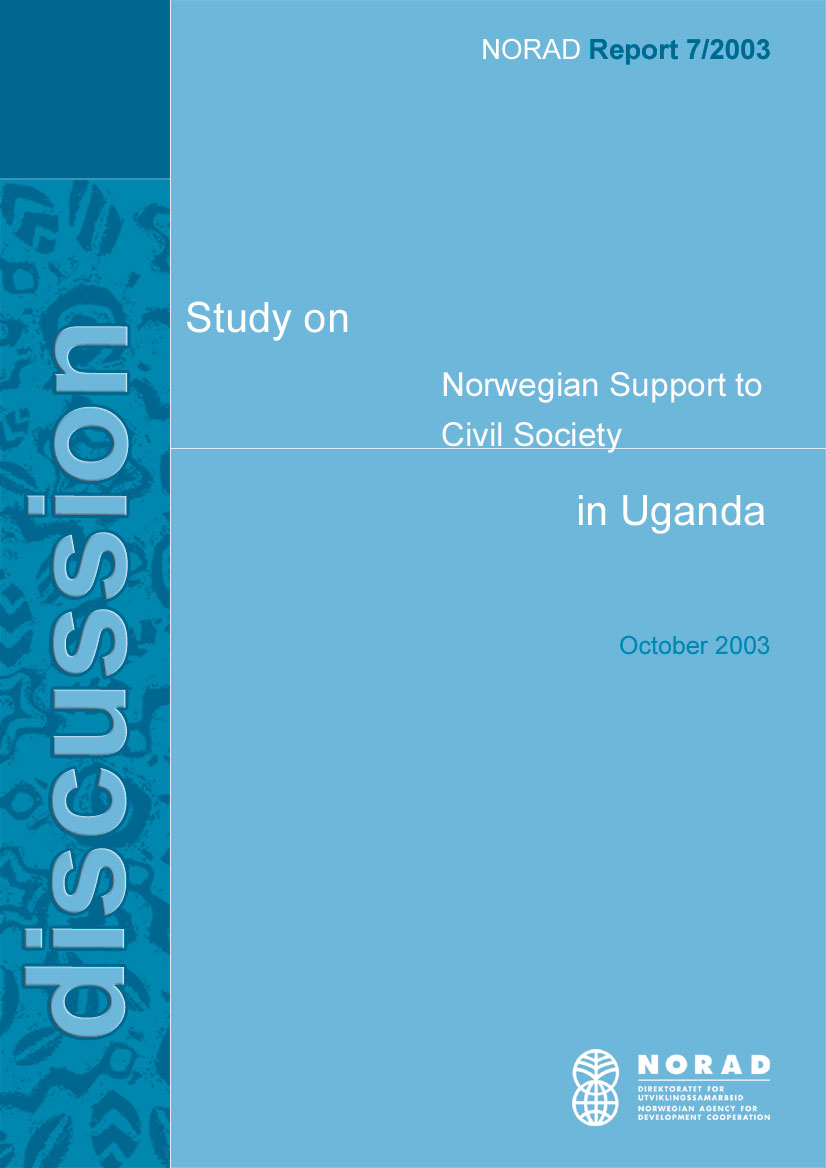 NORAD Report 7/2003
Study on
Norwegian Support to
Civil Society
in Uganda
October 2003
discussion
NORAD
DIREKTORATET FOR
UTVIKLINGSSAMARBEID
NORWEGIAN AGENCY FOR
DEVELOPMENT COOPERATION